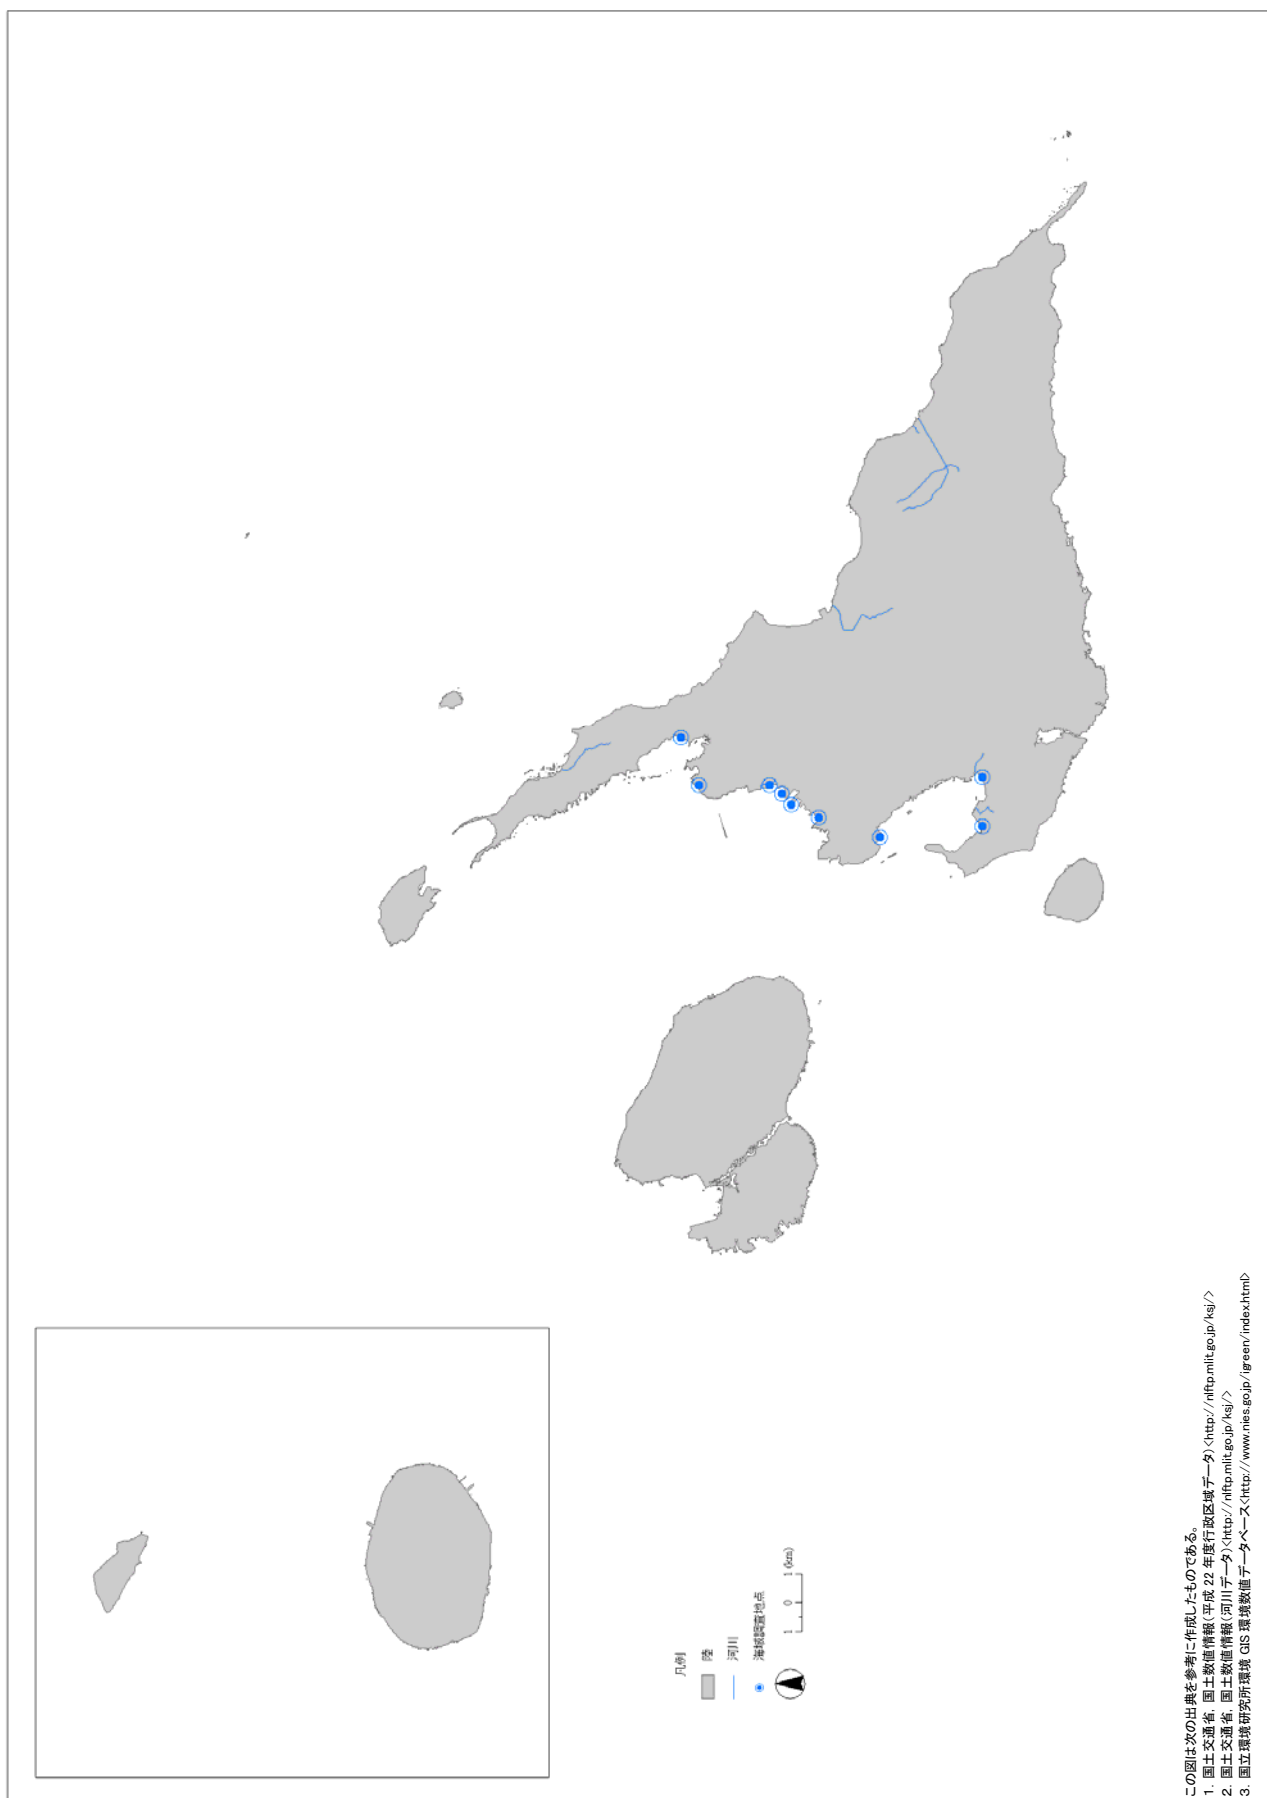 凡例
陸
河川
海域調査地点
1 0 1 (km)
この図は次の出典を参考に作成したものである。
1. 国土交通省, 国土数値情報(平成 22 年度行政区域データ)<http://nlftp.mlit.go.jp/ksj/>
2. 国土交通省, 国土数値情報(河川データ)<http://nlftp.mlit.go.jp/ksj/>
3. 国立環境研究所環境 GIS 環境数値データベース<http://www.nies.go.jp/igreen/index.html>